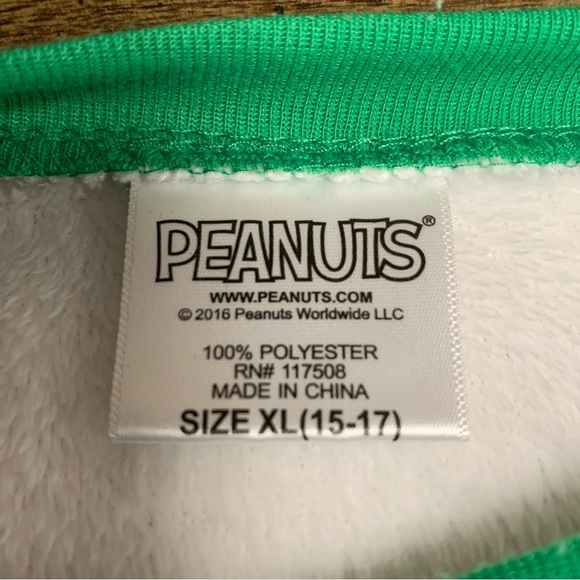 PEANUTS®
WWW.PEANUTS.COM
© 2016 Peanuts Worldwide LLC
100% POLYESTER
RN# 117508
MADE IN CHINA
SIZE XL(15-17)